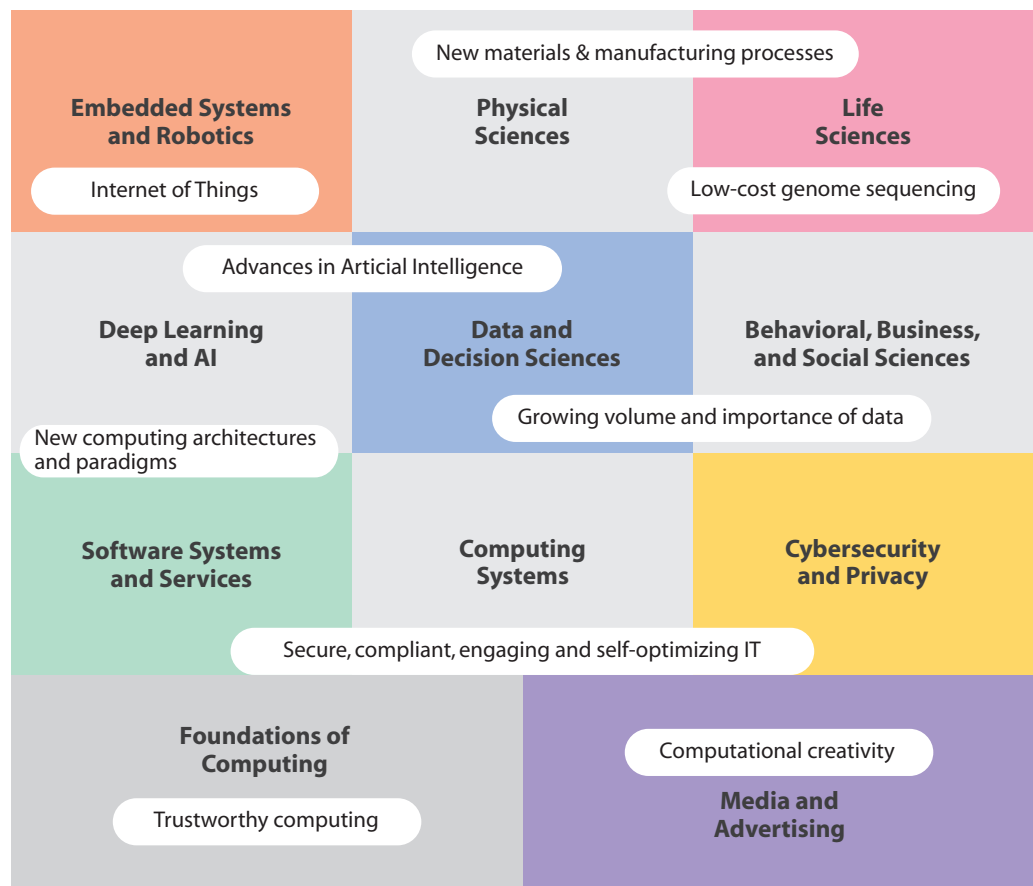 New materials & manufacturing processes
Embedded Systems
and Robotics
Physical
Sciences
Life
Sciences
Internet of Things
Low-cost genome sequencing
Advances in Articial Intelligence
Deep Learning
and AI
Data and
Decision Sciences
Behavioral, Business,
and Social Sciences
Growing volume and importance of data
New computing architectures
and paradigms
Software Systems
and Services
Computing
Systems
Cybersecurity
and Privacy
Secure, compliant, engaging and self-optimizing IT
Foundations of
Computing
Trustworthy computing
Computational creativity
Media and
Advertising